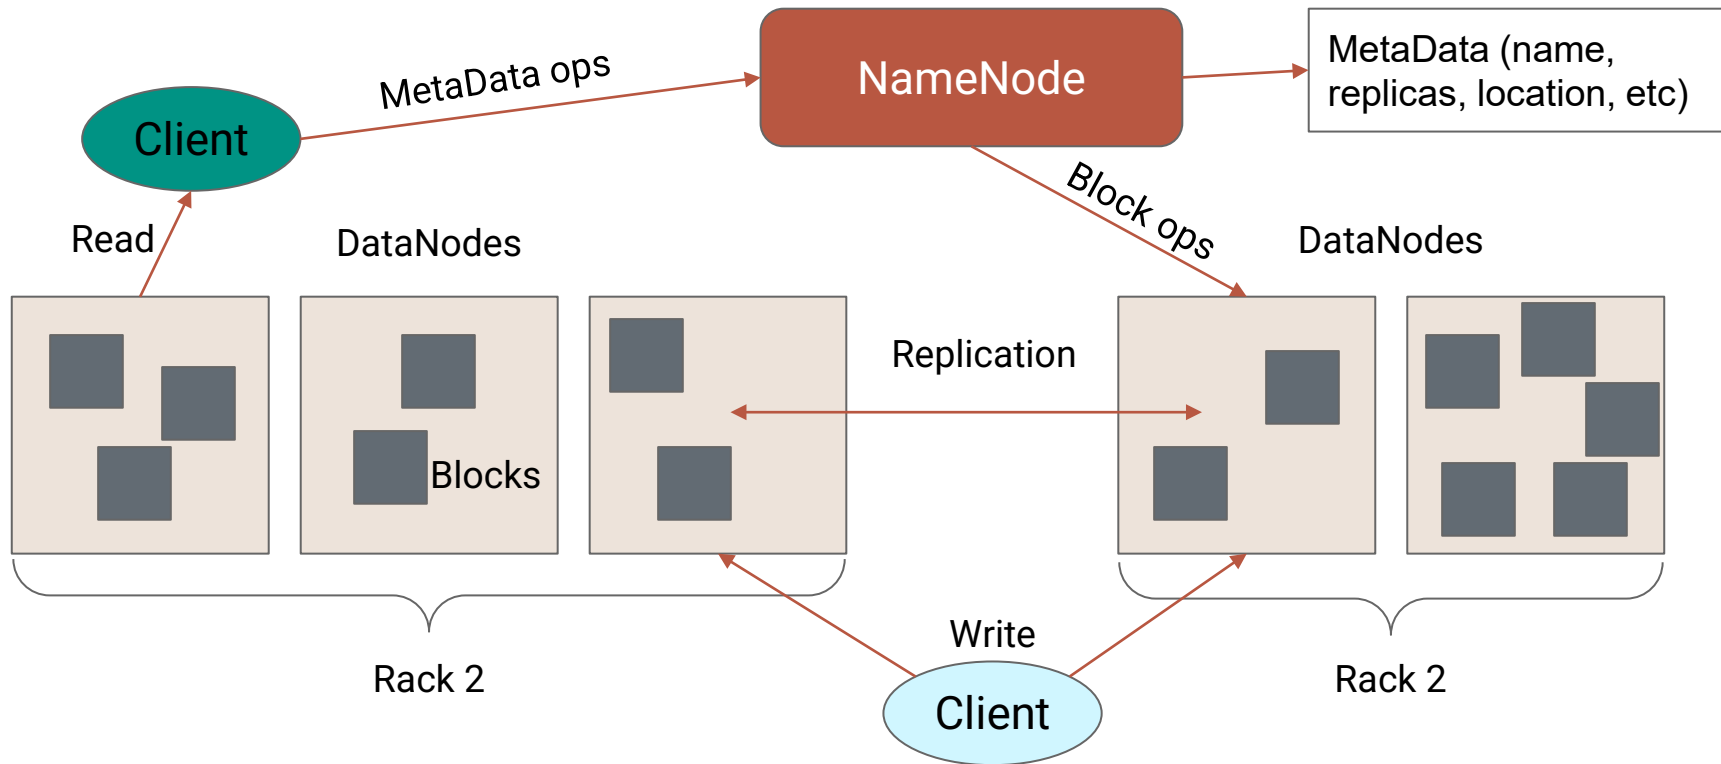 NameNode
MetaData (name,
replicas, location, etc)
MetaData ops
Client
Block ops
Read
DataNodes
DataNodes
Replication
Blocks
Write
Rack 2
Rack 2
Client